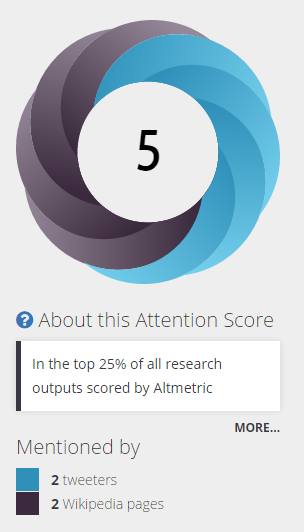 5
? About this Attention Score
In the top 25% of all research
outputs scored by Altmetric
MORE...
Mentioned by
2 tweeters
2 Wikipedia pages